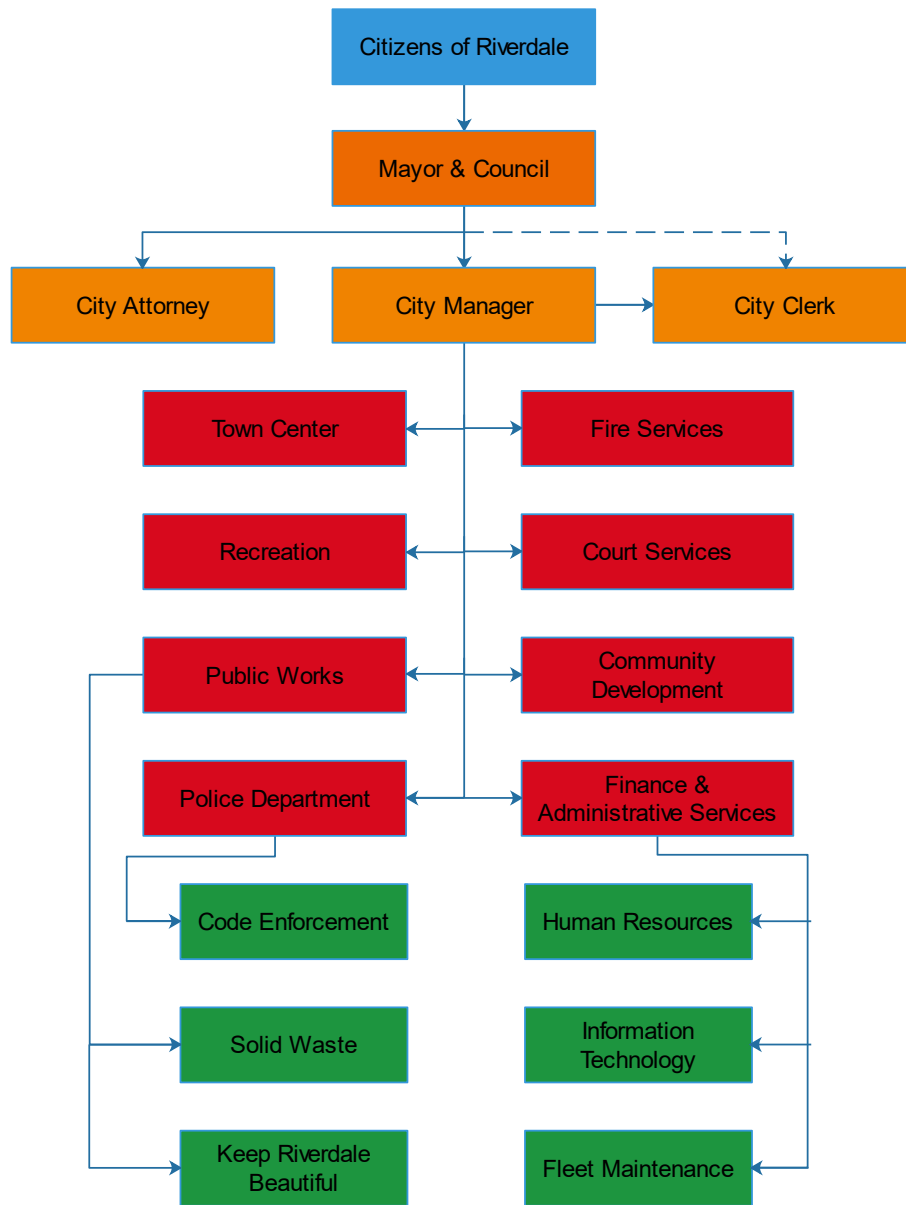 Citizens of Riverdale
Mayor & Council
City Attorney
City Manager
City Clerk
Town Center
Fire Services
Recreation
Court Services
Public Works
Community
Development
Police Department
Finance &
Administrative Services
Code Enforcement
Human Resources
Solid Waste
Information
Technology
Keep Riverdale
Beautiful
Fleet Maintenance